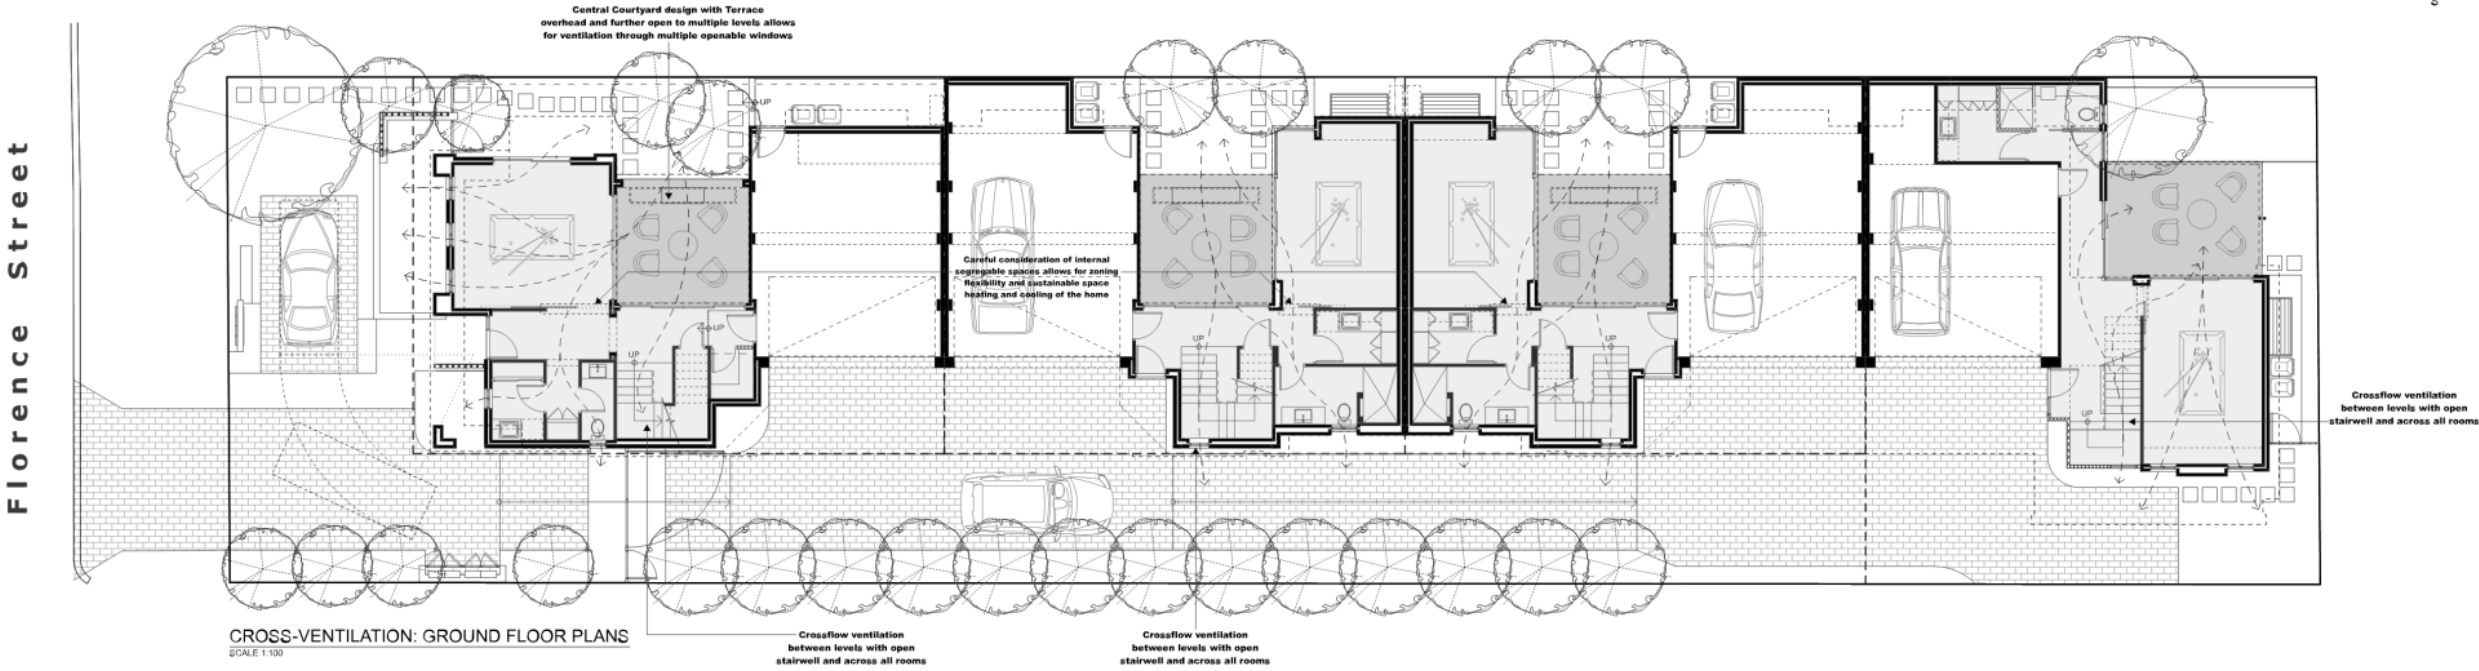 Central Courtyard design with Terrace
overhead and further open to multiple levels allows
for ventilation through multiple openable windows
Florence Street
UP
Careful consideration of internal
segregable spaces allows for zoning
flexibility and sustainable space
heating and cooling of the home
UP
UP
UP
UP
UP
Crossflow ventilation
between levels with open
stairwell and across all rooms
CROSS-VENTILATION: GROUND FLOOR PLANS
SCALE 1:100
Crossflow ventilation
between levels with open
stairwell and across all rooms
Crossflow ventilation
between levels with open
stairwell and across all rooms